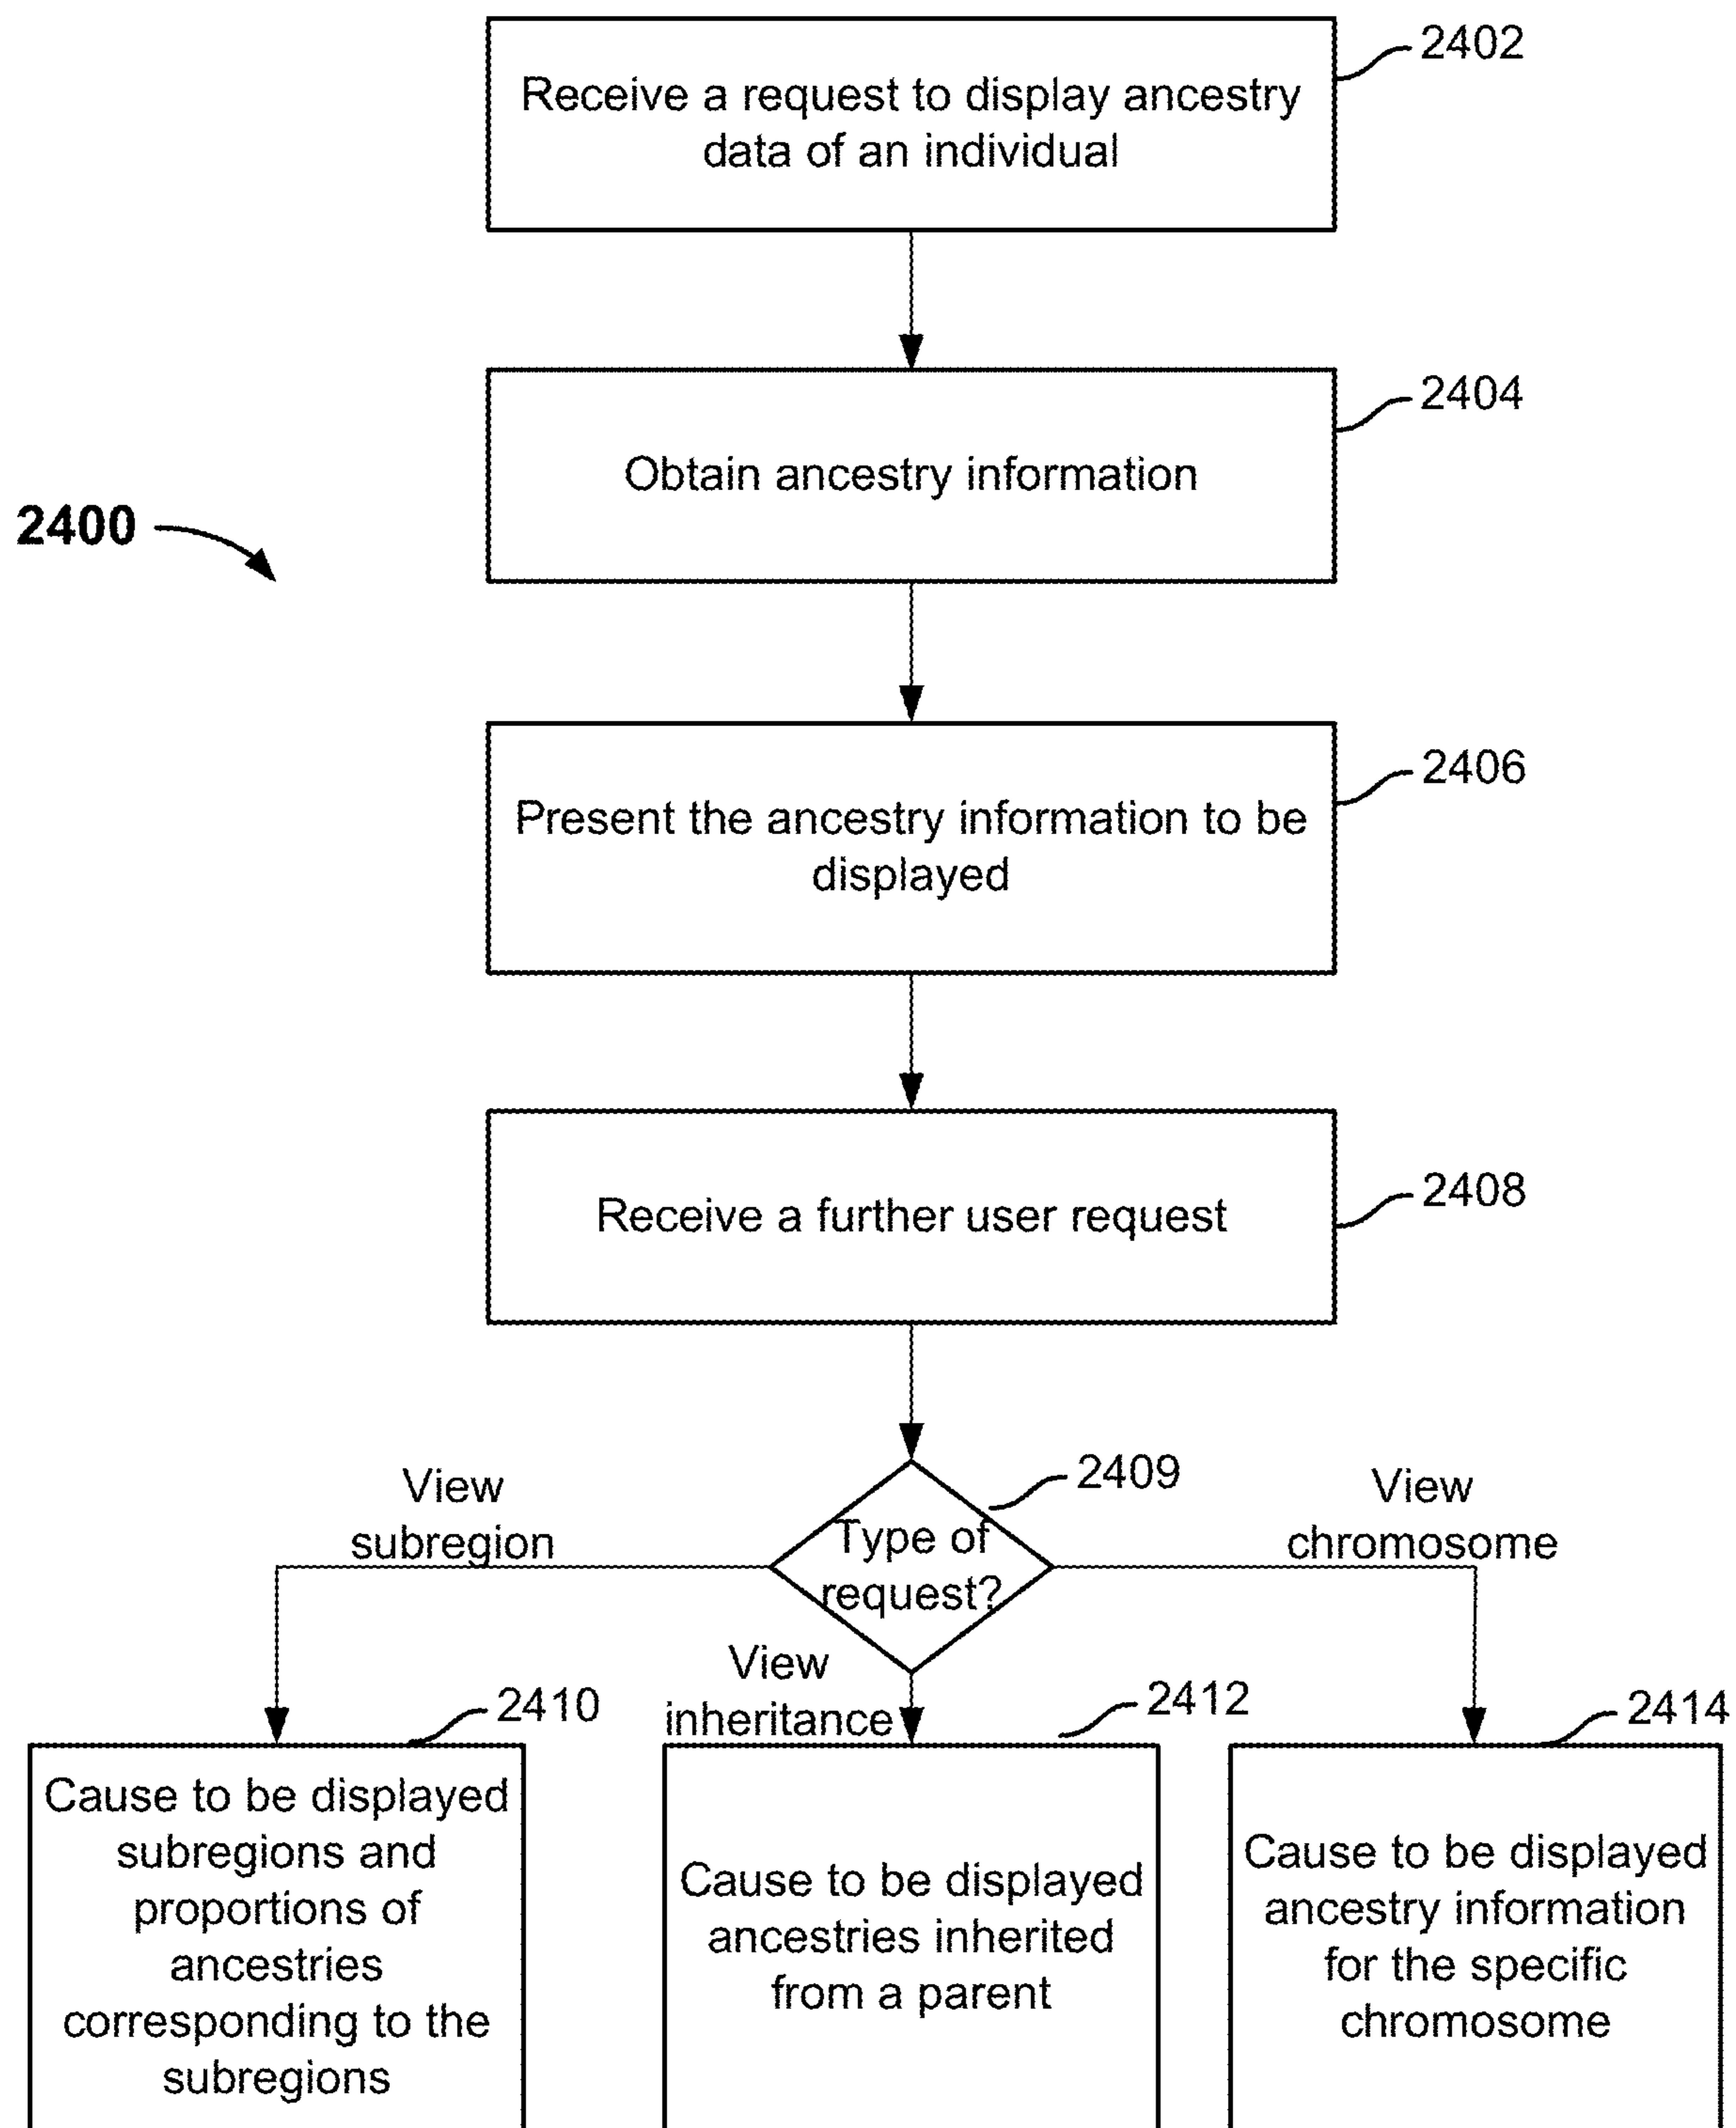 2402
Receive a request to display ancestry
data of an individual
2404
Obtain ancestry information
2400
2406
Present the ancestry information to be
displayed
2408
Receive a further user request
2409
Type of
request?
View
subregion
View
chromosome
View
inheritance
2410
Cause to be displayed
subregions and
proportions of
ancestries
corresponding to the
subregions
2412
Cause to be displayed
ancestries inherited
from a parent
2414
Cause to be displayed
ancestry information
for the specific
chromosome